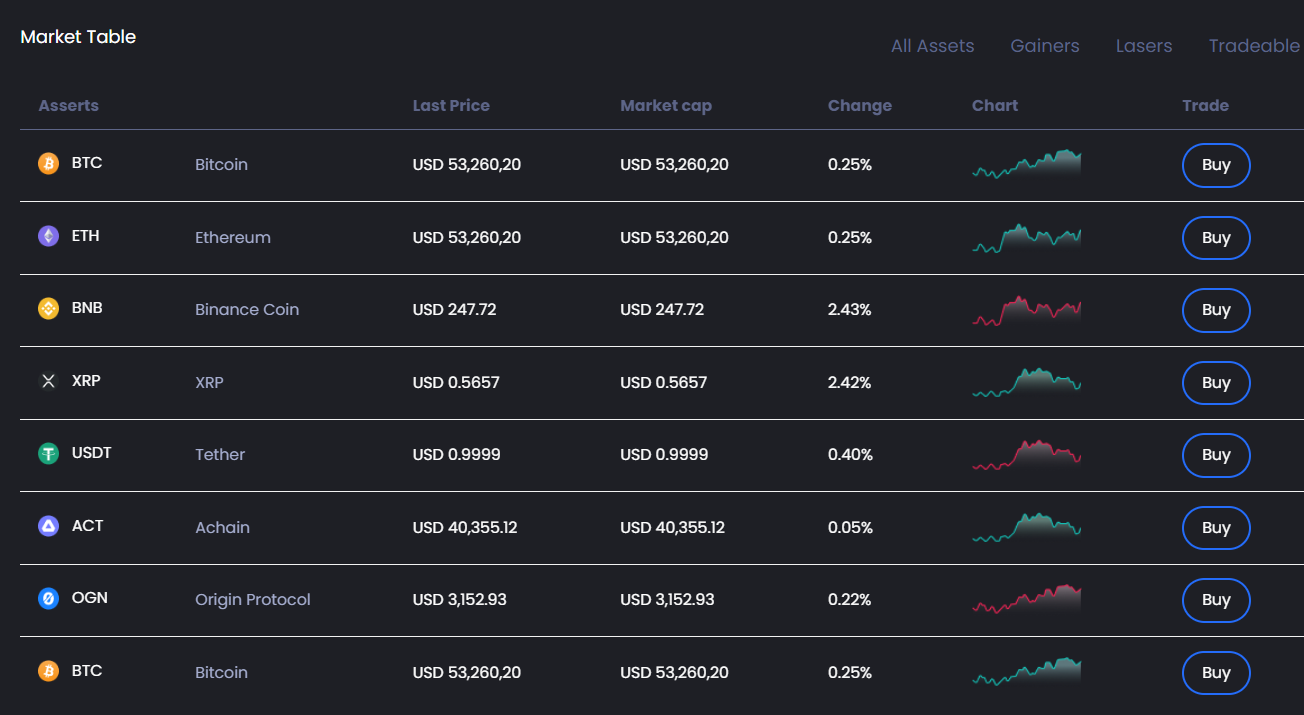 Market Table
All Assets Gainers Lasers Tradeable
Asserts Last Price Market cap Change Chart Trade
BTC Bitcoin USD 53,260,20 USD 53,260,20 0.25% Buy
ETH Ethereum USD 53,260,20 USD 53,260,20 0.25% Buy
BNB Binance Coin USD 247.72 USD 247.72 2.43% Buy
XRP XRP USD 0.5657 USD 0.5657 2.42% Buy
USDT Tether USD 0.9999 USD 0.9999 0.40% Buy
ACT Achain USD 40,355.12 USD 40,355.12 0.05% Buy
OGN Origin Protocol USD 3,152.93 USD 3,152.93 0.22% Buy
BTC Bitcoin USD 53,260,20 USD 53,260,20 0.25% Buy